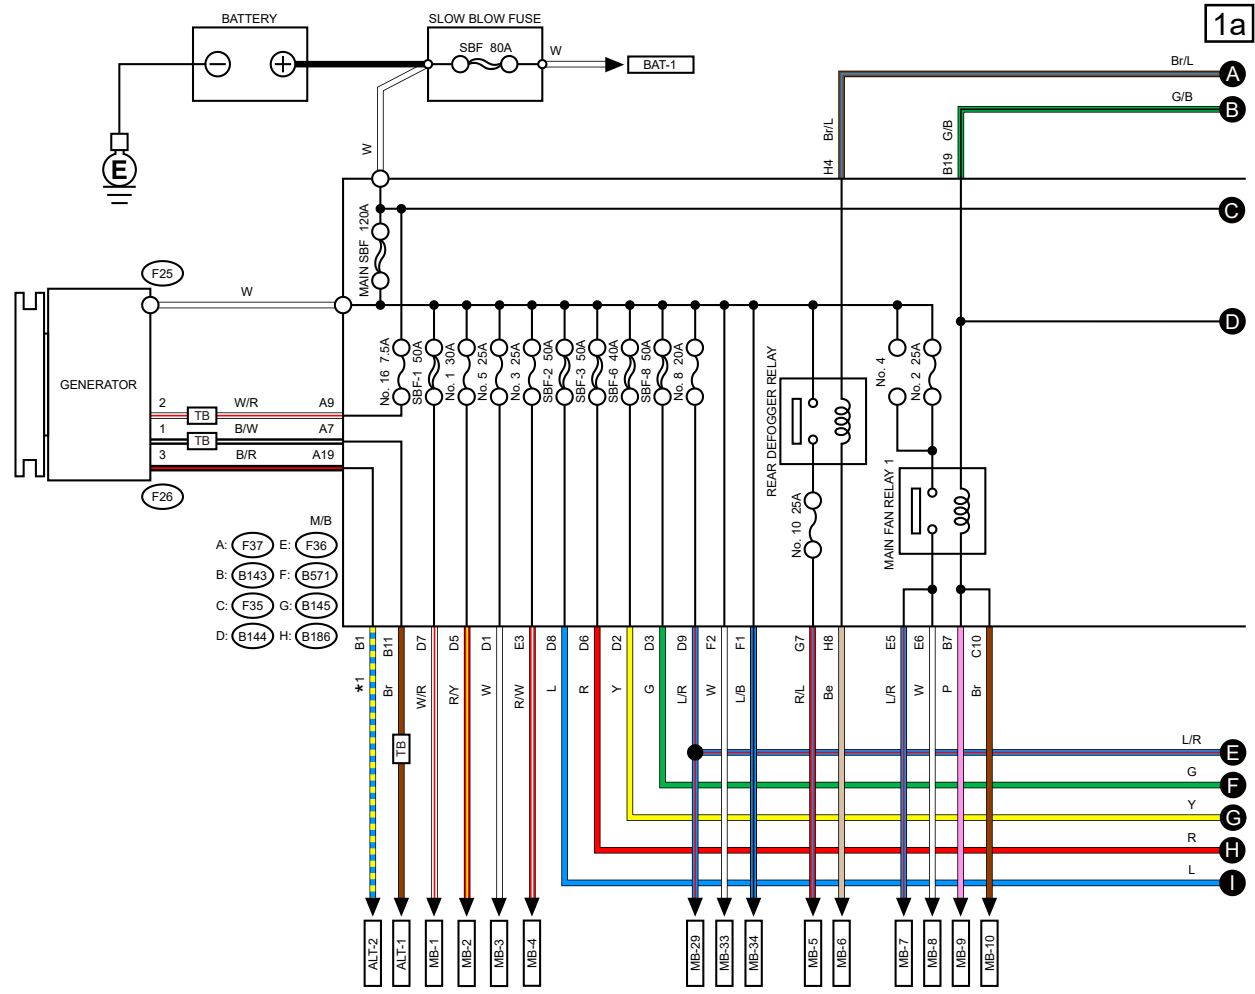 1a
BATTERY
SLOW BLOW FUSE
SBF 80A
W
BAT-1
Br/L
A
G/B
B
E
W
Br/L
H4
G/B
B19
C
MAIN SBF 120A
F25
W
D
GENERATOR
No. 16 7.5A
SBF-1 50A
No. 1 30A
No. 5 25A
No. 3 25A
SBF-2 50A
SBF-3 50A
SBF-6 40A
SBF-8 50A
No. 8 20A
REAR DEFOGGER RELAY
No. 4
No. 2 25A
2 TB W/R A9
1 TB B/W A7
3 B/R A19
F26
No. 10 25A
MAIN FAN RELAY 1
M/B
A: F37 E: F36
B: B143 F: B571
C: F35 G: B145
D: B144 H: B186
B1 B11 D7 D5 D1 E3 D8 D6 D2 D3 D9 F2 F1 G7 H8 E5 E6 B7 C10
*1 Br W/R R/Y W R/W L R Y G L/R W L/B R/L Be L/R W P Br
TB
L/R
E
G
F
Y
G
R
H
L
I
ALT-2 ALT-1 MB-1 MB-2 MB-3 MB-4 MB-29 MB-33 MB-34 MB-5 MB-6 MB-7 MB-8 MB-9 MB-10